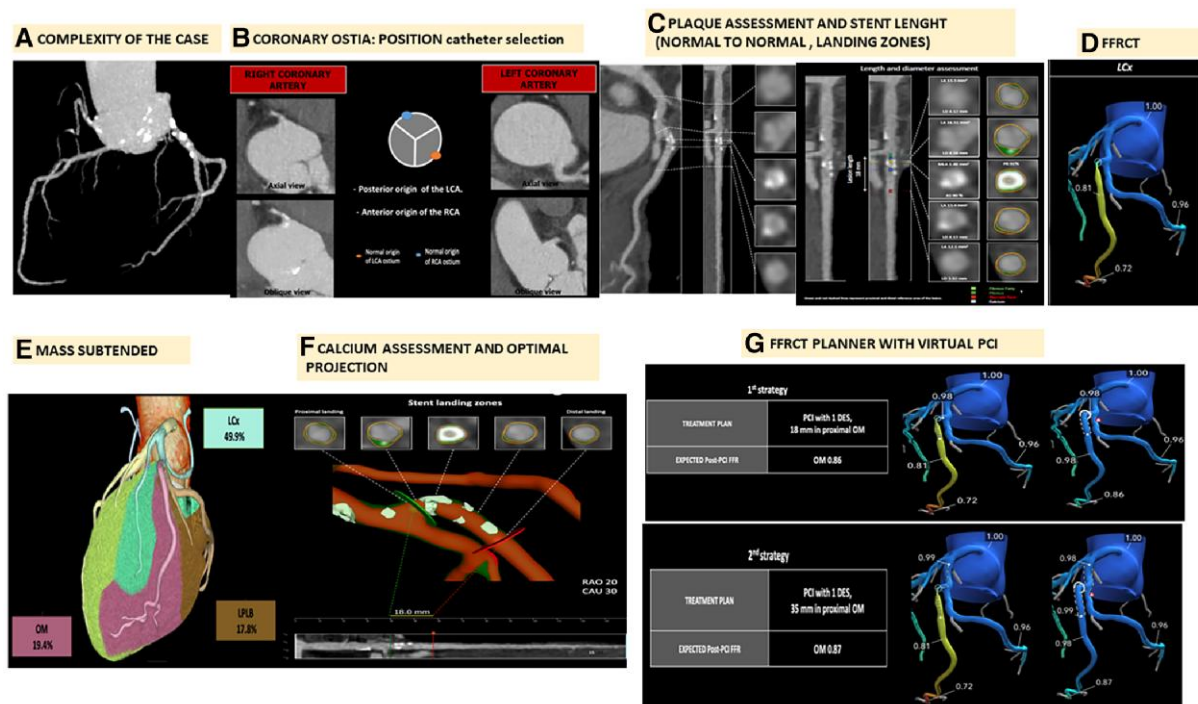 A COMPLEXITY OF THE CASE
B CORONARY OSTIA: POSITION catheter selection
RIGHT CORONARY
ARTERY
LEFT CORONARY
ARTERY
Axial view
Axial view
- Posterior origin of the LCA.
- Anterior origin of the RCA
Normal origin
of LCA ostium
Normal origin
of RCA ostium
Oblique view
Oblique view
C PLAQUE ASSESSMENT AND STENT LENGHT
(NORMAL TO NORMAL , LANDING ZONES)
Length and diameter assessment
Lesion length
18 mm
D FFRCT
LCx
1.00
0.81
0.96
0.72
E MASS SUBTENDED
LCx
49.9%
OM
19.4%
LPLB
17.8%
F CALCIUM ASSESSMENT AND OPTIMAL
PROJECTION
Stent landing zones
Proximal landing
Distal landing
RAO 20
CAU 30
18.0 mm
G FFRCT PLANNER WITH VIRTUAL PCI
1st strategy
TREATMENT PLAN
PCI with 1 DES,
18 mm in proximal OM
EXPECTED Post-PCI FFR
OM 0.86
1.00
0.98
0.96
0.81
0.72
1.00
0.98
0.96
0.98
0.86
2nd strategy
TREATMENT PLAN
PCI with 1 DES,
35 mm in proximal OM
EXPECTED Post-PCI FFR
OM 0.87
1.00
0.99
0.96
0.81
0.72
1.00
0.98
0.99
0.96
0.98
0.87